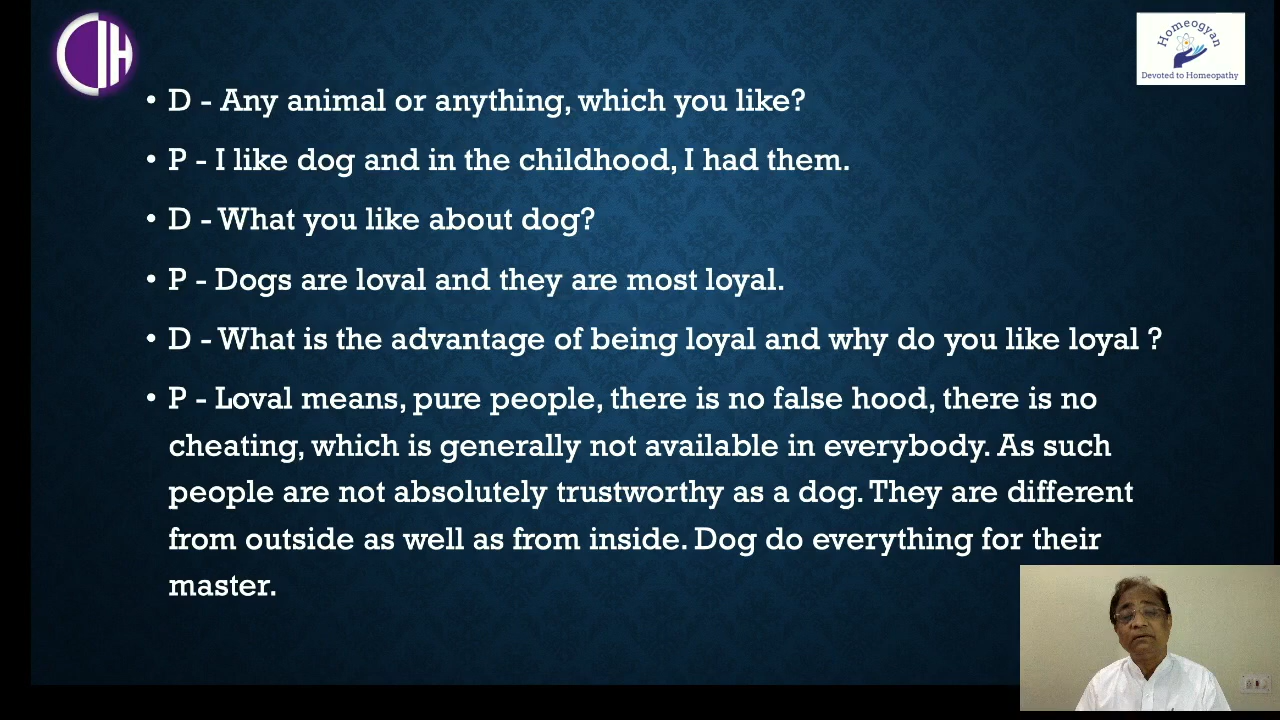 CIH
Homeogyan
Devoted to Homeopathy
• D - Any animal or anything, which you like?
• P - I like dog and in the childhood, I had them.
• D - What you like about dog?
• P - Dogs are loval and they are most loyal.
• D - What is the advantage of being loyal and why do you like loyal ?
• P - Loval means, pure people, there is no false hood, there is no
cheating, which is generally not available in everybody. As such
people are not absolutely trustworthy as a dog. They are different
from outside as well as from inside. Dog do everything for their
master.